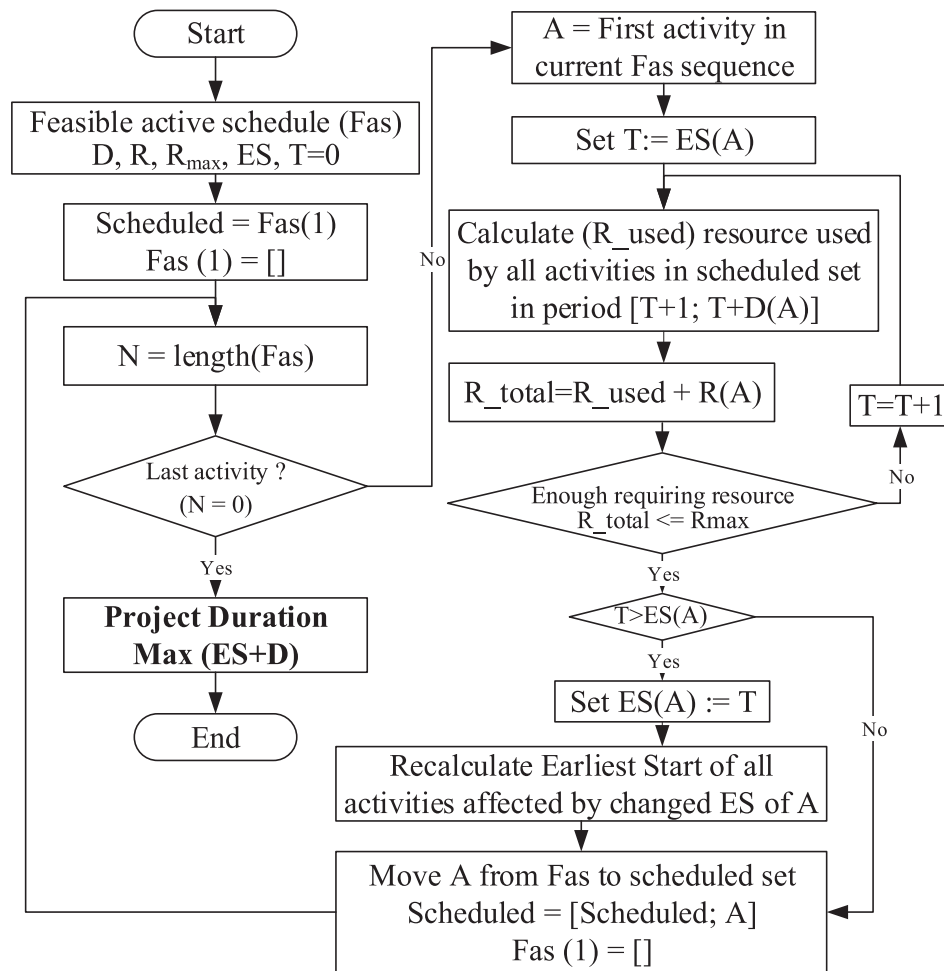 Start
Feasible active schedule (Fas)
D, R, Rmax, ES, T=0
Scheduled = Fas(1)
Fas (1) = []
N = length(Fas)
Last activity ?
(N = 0)
Yes
Project Duration
Max (ES+D)
End
No
A = First activity in
current Fas sequence
Set T:= ES(A)
Calculate (R_used) resource used
by all activities in scheduled set
in period [T+1; T+D(A)]
R_total=R_used + R(A)
T=T+1
No
Enough requiring resource
R_total <= Rmax
Yes
T>ES(A)
Yes
No
Set ES(A) := T
Recalculate Earliest Start of all
activities affected by changed ES of A
Move A from Fas to scheduled set
Scheduled = [Scheduled; A]
Fas (1) = []